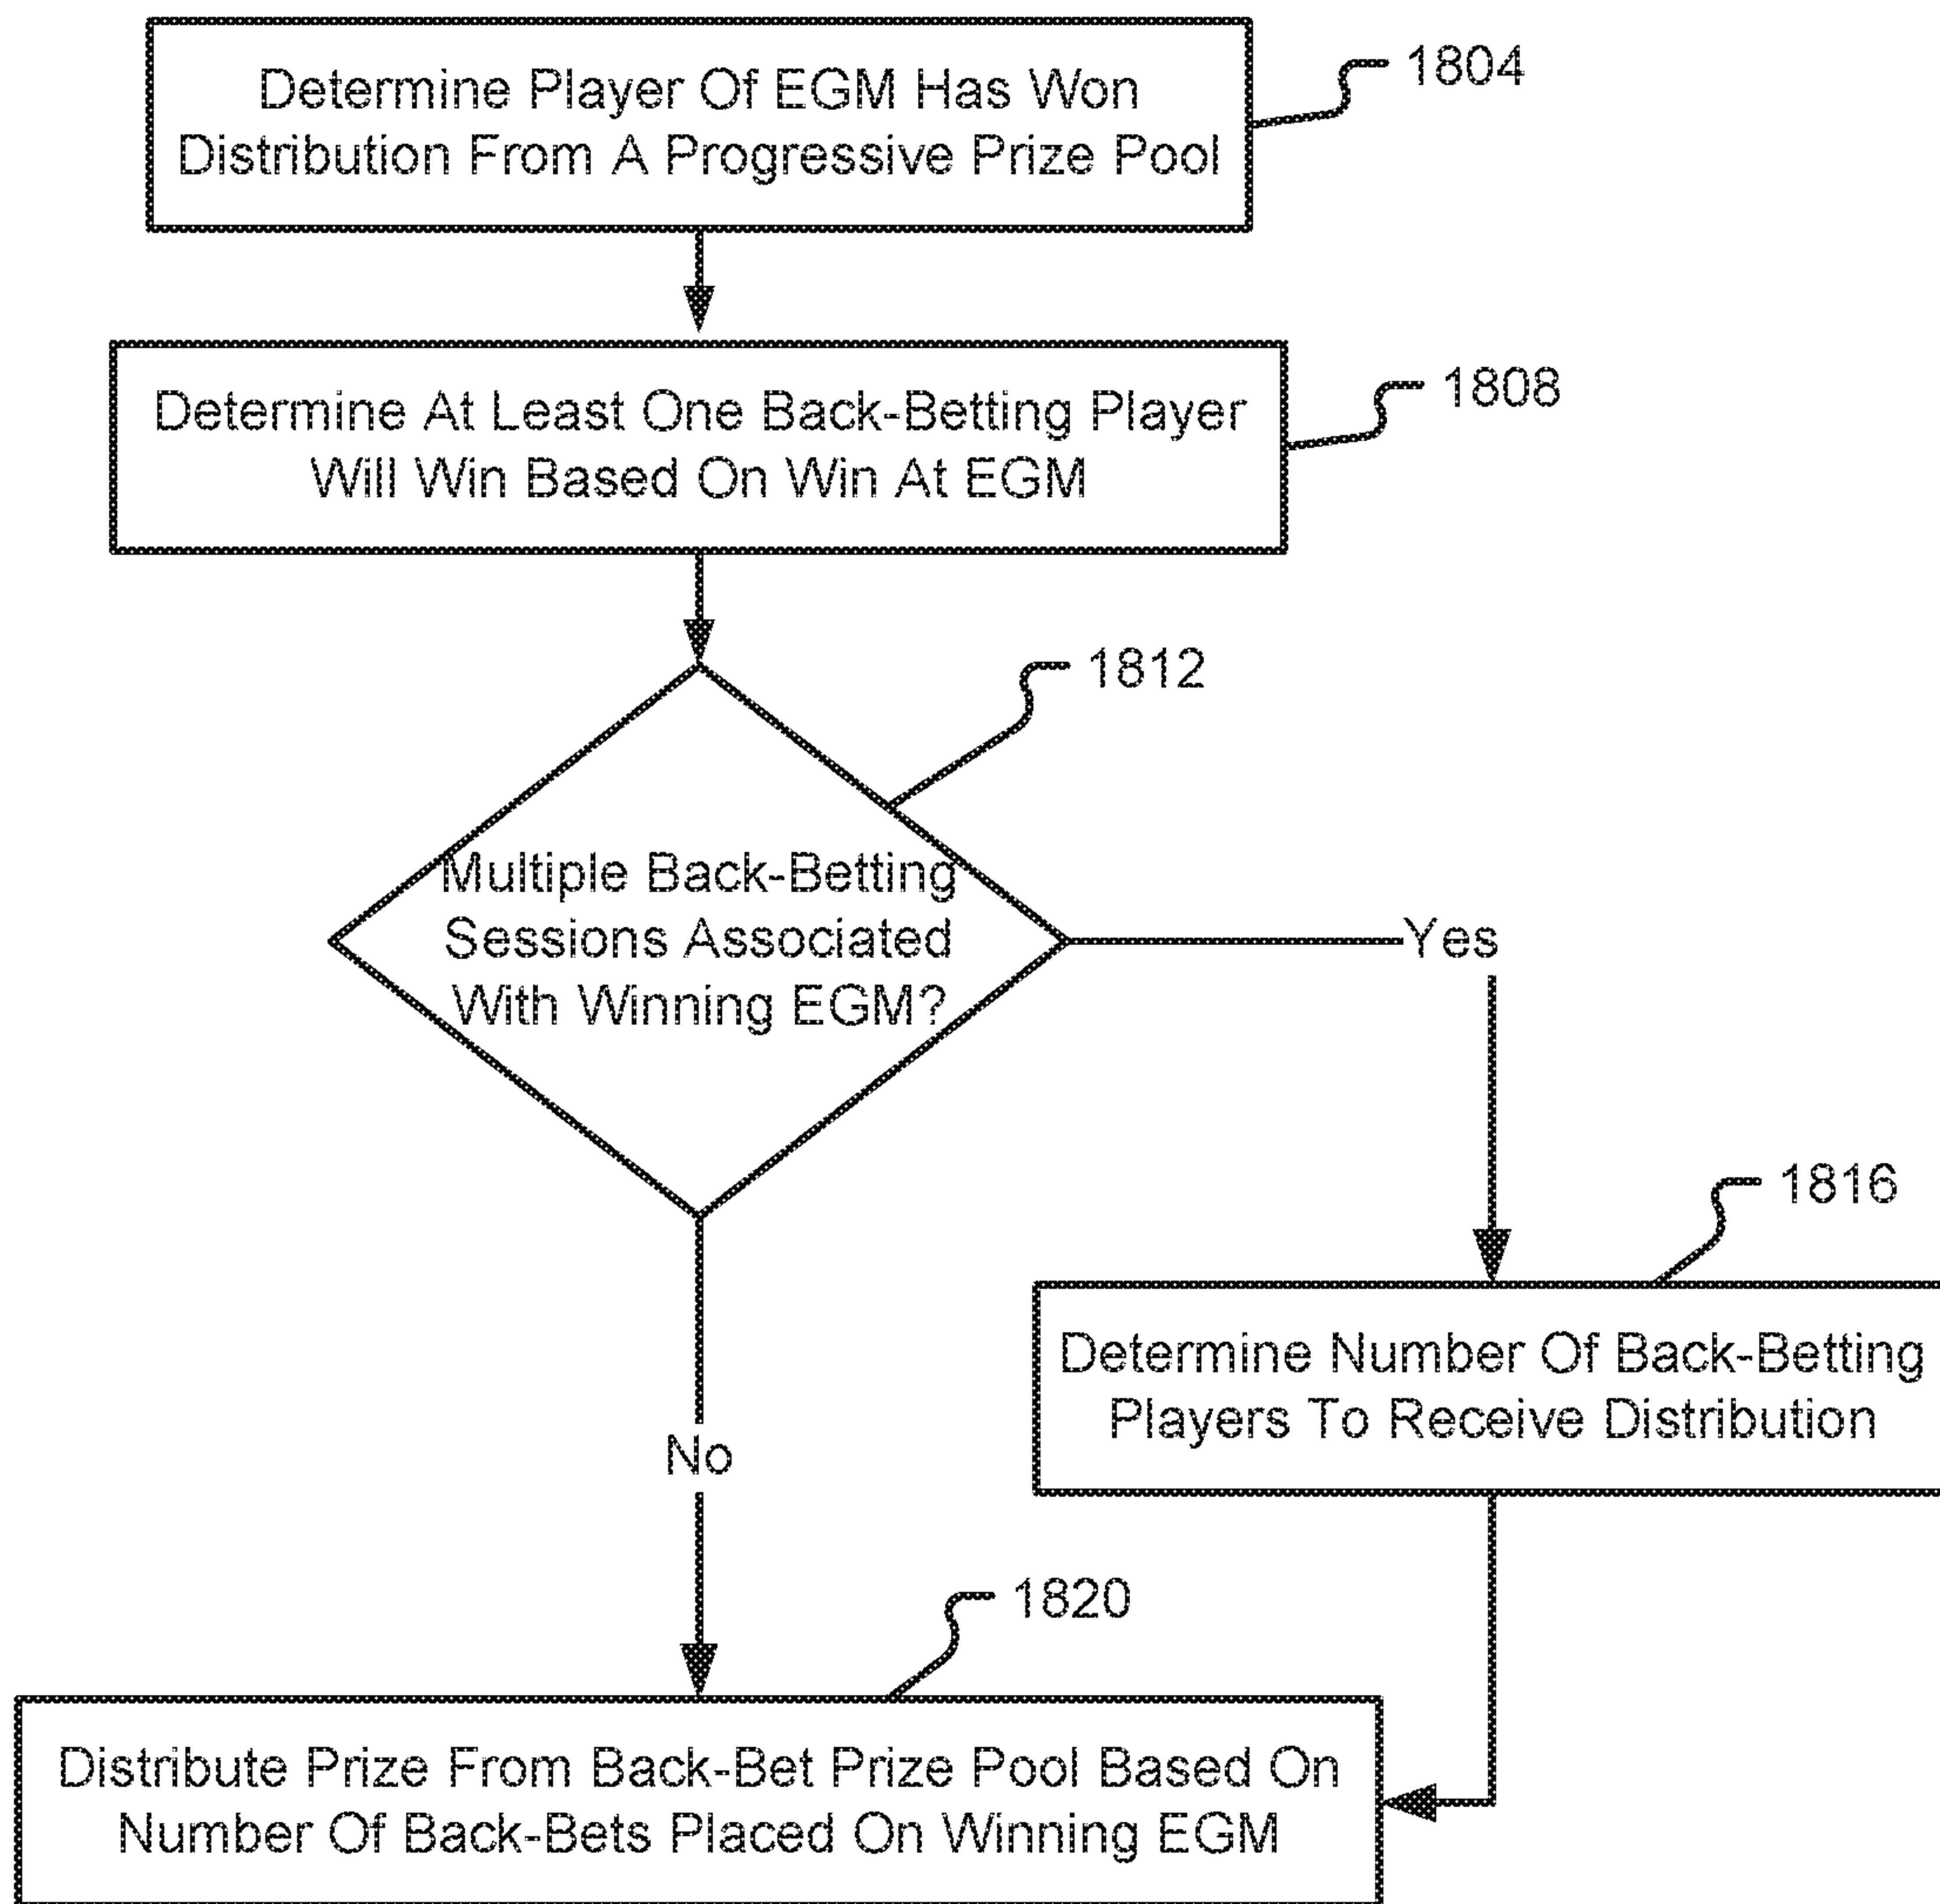 Determine Player Of EGM Has Won
Distribution From A Progressive Prize Pool
1804
Determine At Least One Back-Betting Player
Will Win Based On Win At EGM
1808
1812
Multiple Back-Betting
Sessions Associated
With Winning EGM?
Yes
1816
Determine Number Of Back-Betting
Players To Receive Distribution
No
1820
Distribute Prize From Back-Bet Prize Pool Based On
Number Of Back-Bets Placed On Winning EGM